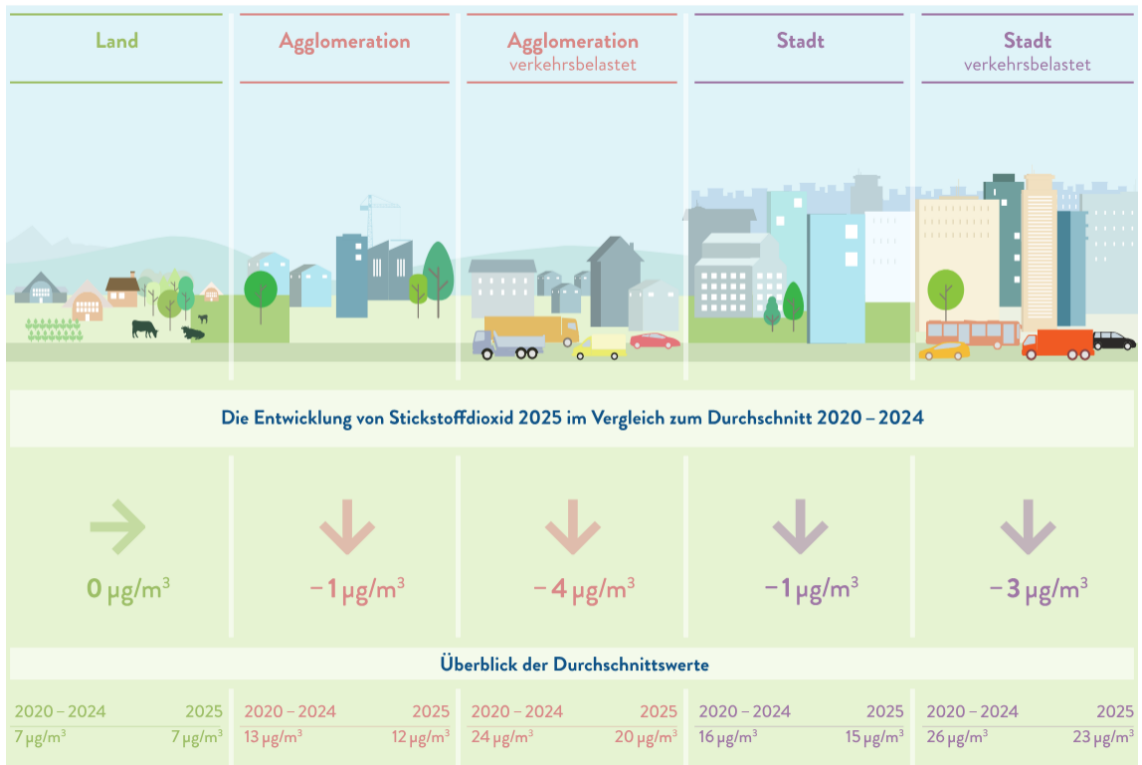 Land
Agglomeration
Agglomeration
verkehrsbelastet
Stadt
Stadt
verkehrsbelastet
Die Entwicklung von Stickstoffdioxid 2025 im Vergleich zum Durchschnitt 2020 – 2024
0 µg/m³
– 1 µg/m³
– 4 µg/m³
– 1 µg/m³
– 3 µg/m³
Überblick der Durchschnittswerte
2020 – 2024 2025
7 µg/m³ 7 µg/m³
2020 – 2024 2025
13 µg/m³ 12 µg/m³
2020 – 2024 2025
24 µg/m³ 20 µg/m³
2020 – 2024 2025
16 µg/m³ 15 µg/m³
2020 – 2024 2025
26 µg/m³ 23 µg/m³